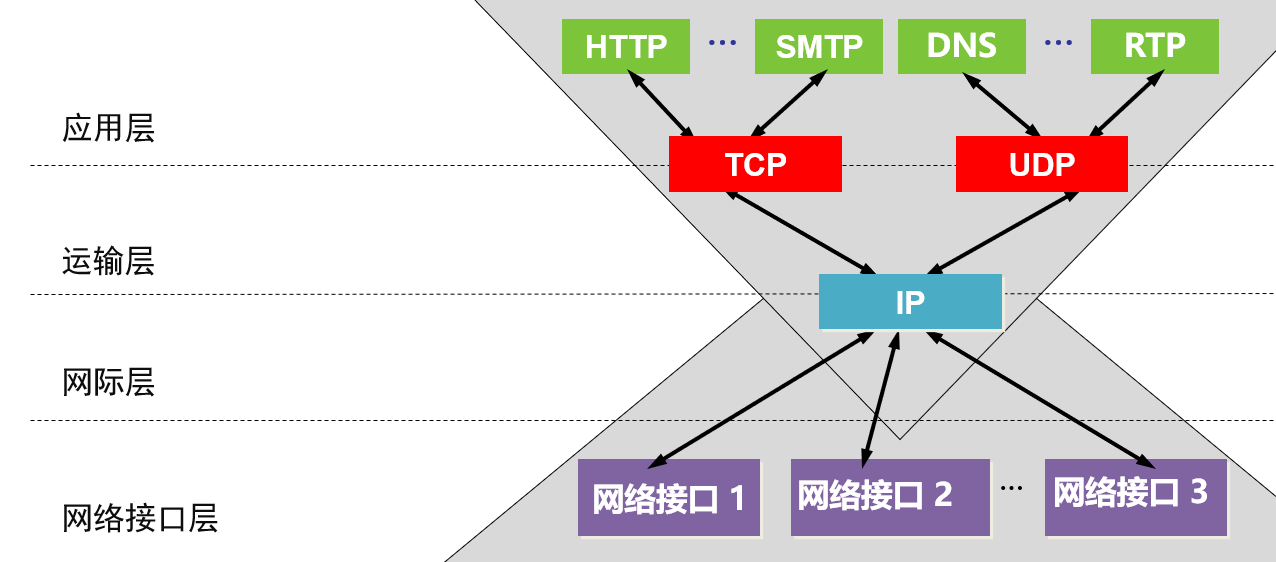 HTTP … SMTP DNS … RTP
应用层
TCP UDP
运输层
IP
网际层
网络接口 1 网络接口 2 … 网络接口 3
网络接口层